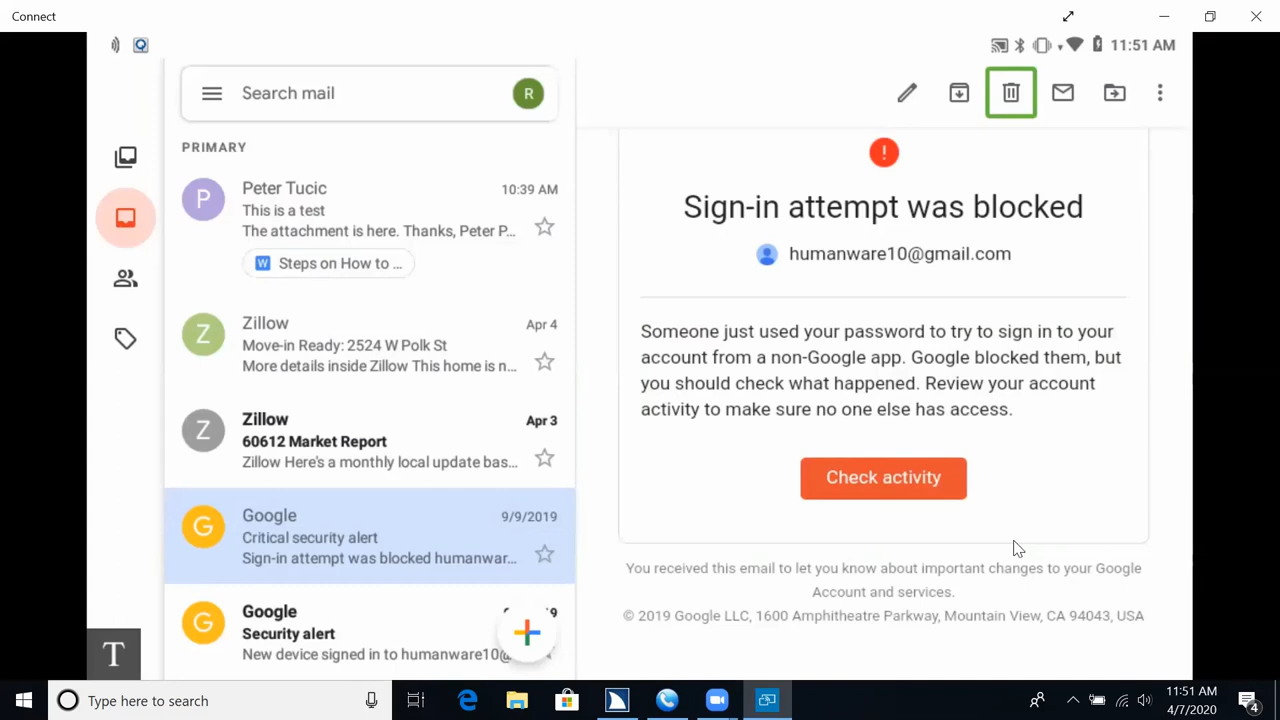 Connect
11:51 AM
Search mail
R
PRIMARY
P
Peter Tucic
10:39 AM
This is a test
The attachment is here. Thanks, Peter P...
W
Steps on How to ...
Z
Zillow
Apr 4
Move-in Ready: 2524 W Polk St
More details inside Zillow This home is n...
Z
Zillow
Apr 3
60612 Market Report
Zillow Here's a monthly local update bas...
G
Google
9/9/2019
Critical security alert
Sign-in attempt was blocked humanwar...
G
Google
Security alert
New device signed in to humanware10@
T
!
Sign-in attempt was blocked
humanware10@gmail.com
Someone just used your password to try to sign in to your
account from a non-Google app. Google blocked them, but
you should check what happened. Review your account
activity to make sure no one else has access.
Check activity
You received this email to let you know about important changes to your Google
Account and services.
© 2019 Google LLC, 1600 Amphitheatre Parkway, Mountain View, CA 94043, USA
Type here to search
11:51 AM
4/7/2020
4